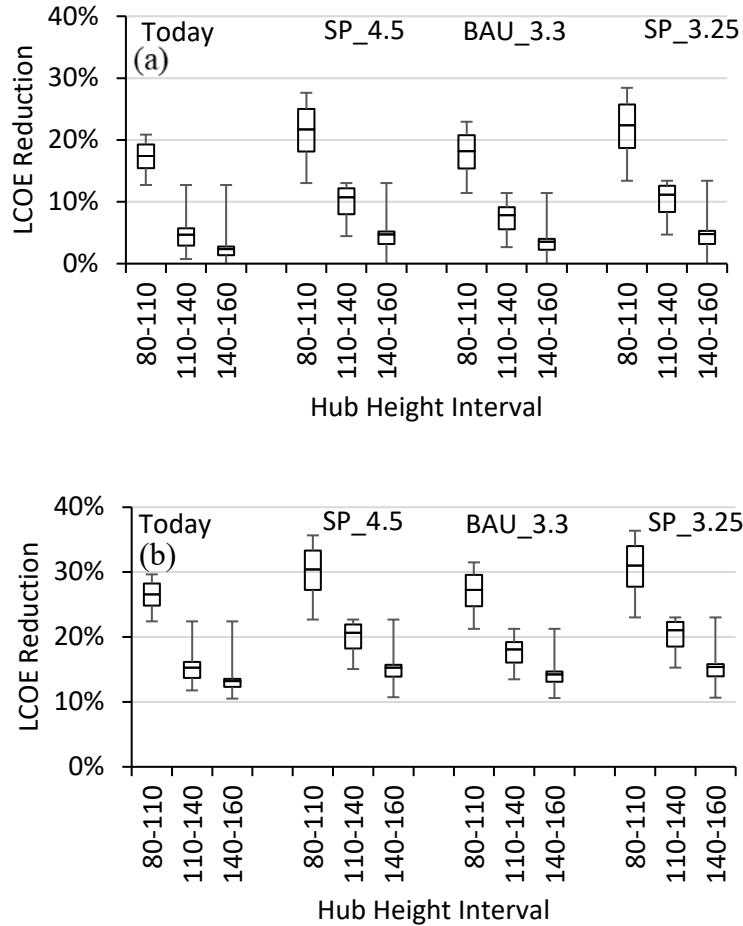 40%
Today SP_4.5 BAU_3.3 SP_3.25
(a)
30%
20%
10%
0%
LCOE Reduction
80-110 110-140 140-160 80-110 110-140 140-160 80-110 110-140 140-160 80-110 110-140 140-160
Hub Height Interval
40%
Today SP_4.5 BAU_3.3 SP_3.25
(b)
30%
20%
10%
0%
LCOE Reduction
80-110 110-140 140-160 80-110 110-140 140-160 80-110 110-140 140-160 80-110 110-140 140-160
Hub Height Interval